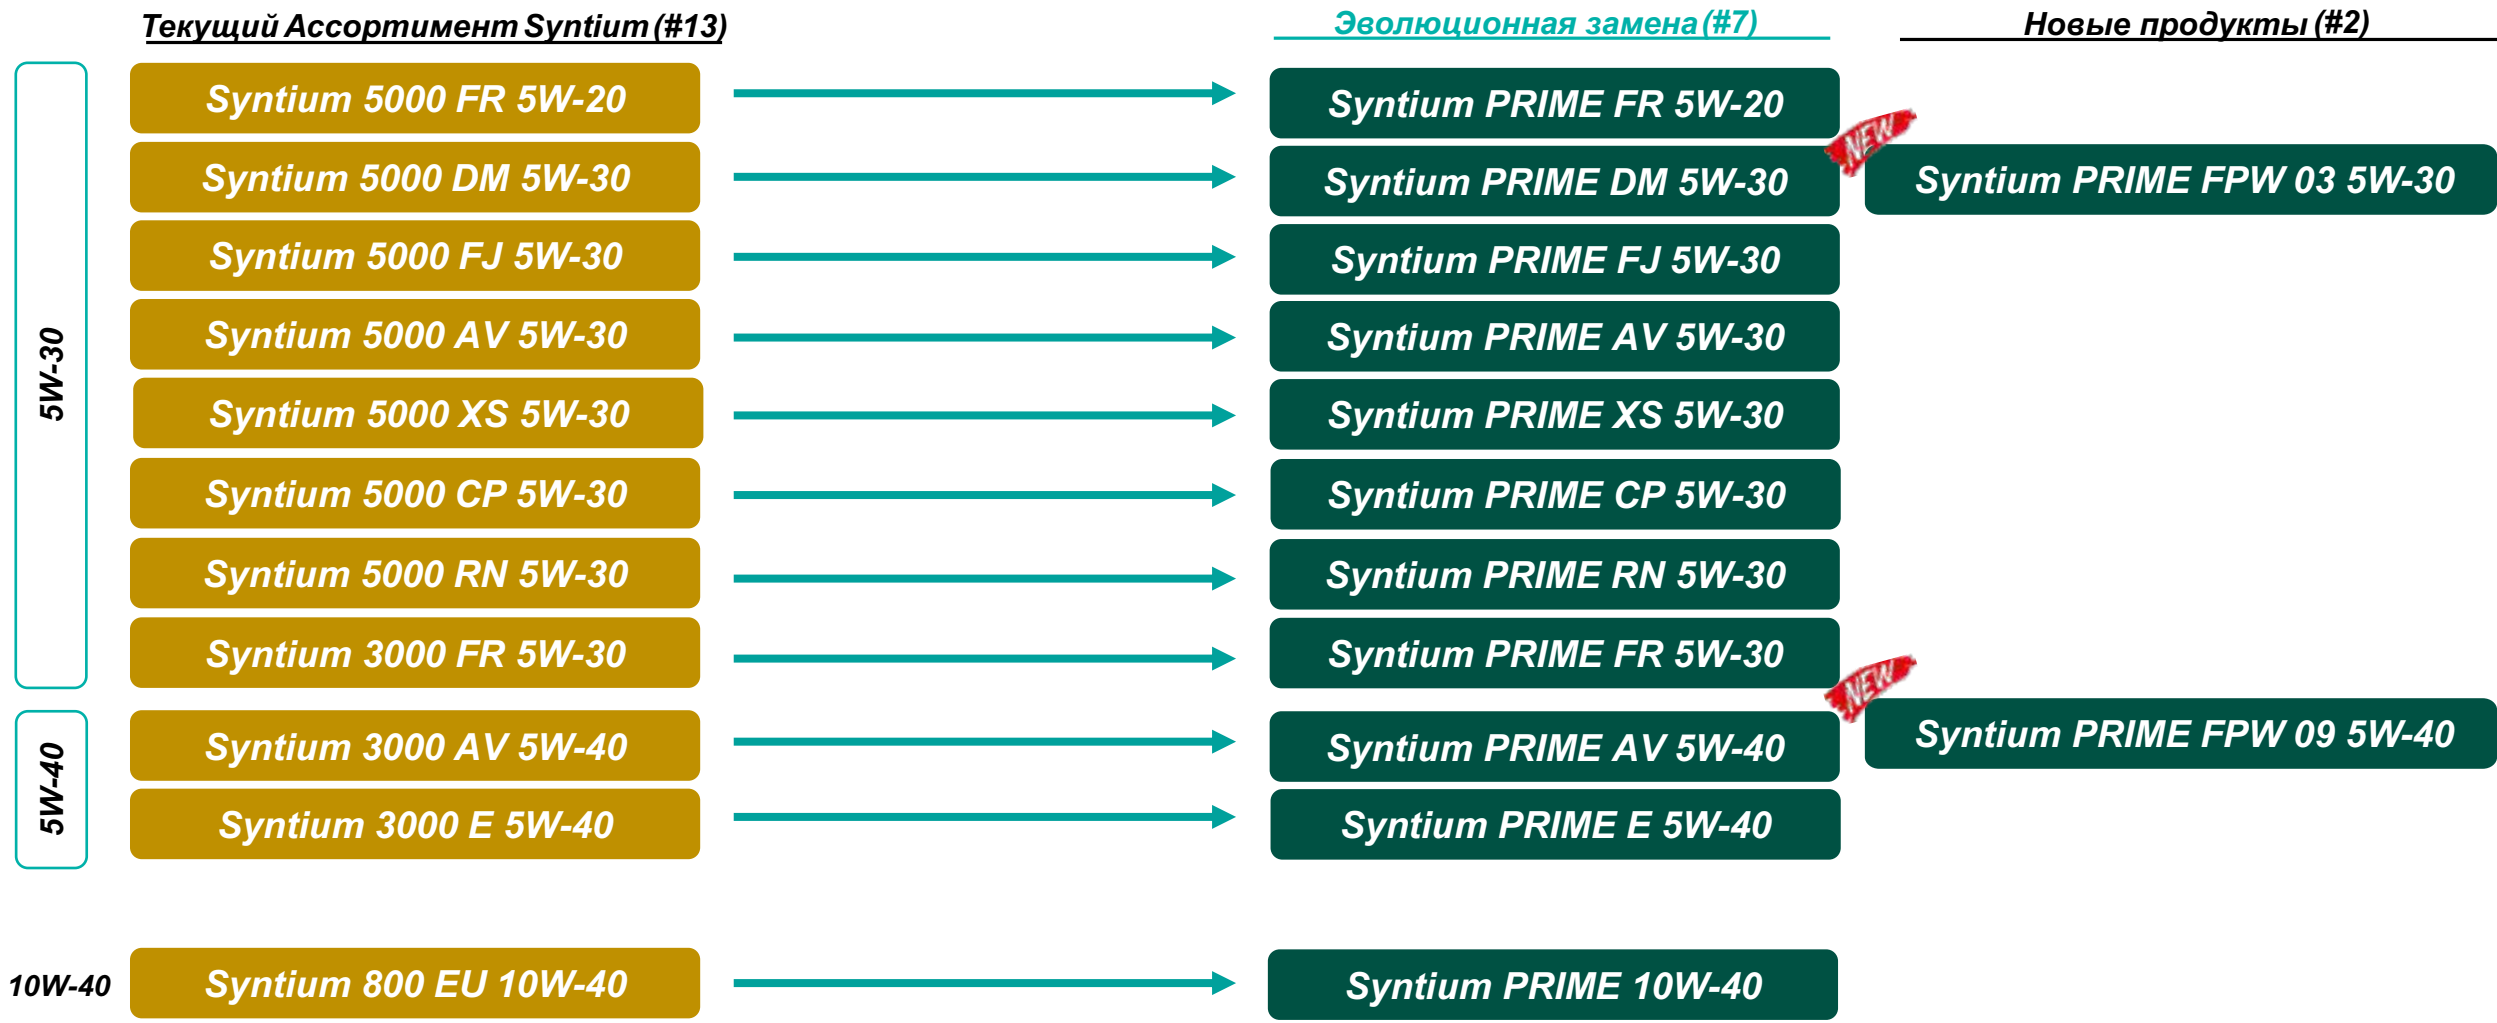 Текущий Ассортимент Syntium (#13)
Эволюционная замена (#7)
Новые продукты (#2)
5W-30
Syntium 5000 FR 5W-20
Syntium PRIME FR 5W-20
Syntium 5000 DM 5W-30
Syntium PRIME DM 5W-30
NEW
Syntium PRIME FPW 03 5W-30
Syntium 5000 FJ 5W-30
Syntium PRIME FJ 5W-30
Syntium 5000 AV 5W-30
Syntium PRIME AV 5W-30
Syntium 5000 XS 5W-30
Syntium PRIME XS 5W-30
Syntium 5000 CP 5W-30
Syntium PRIME CP 5W-30
Syntium 5000 RN 5W-30
Syntium PRIME RN 5W-30
Syntium 3000 FR 5W-30
Syntium PRIME FR 5W-30
5W-40
Syntium 3000 AV 5W-40
Syntium PRIME AV 5W-40
NEW
Syntium PRIME FPW 09 5W-40
Syntium 3000 E 5W-40
Syntium PRIME E 5W-40
10W-40
Syntium 800 EU 10W-40
Syntium PRIME 10W-40